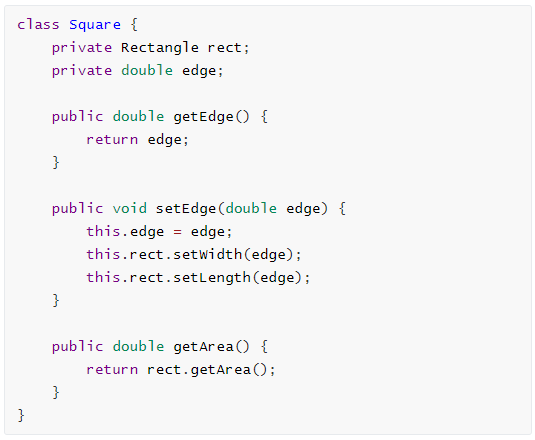 class Square {
    private Rectangle rect;
    private double edge;

    public double getEdge() {
        return edge;
    }

    public void setEdge(double edge) {
        this.edge = edge;
        this.rect.setWidth(edge);
        this.rect.setLength(edge);
    }

    public double getArea() {
        return rect.getArea();
    }
}